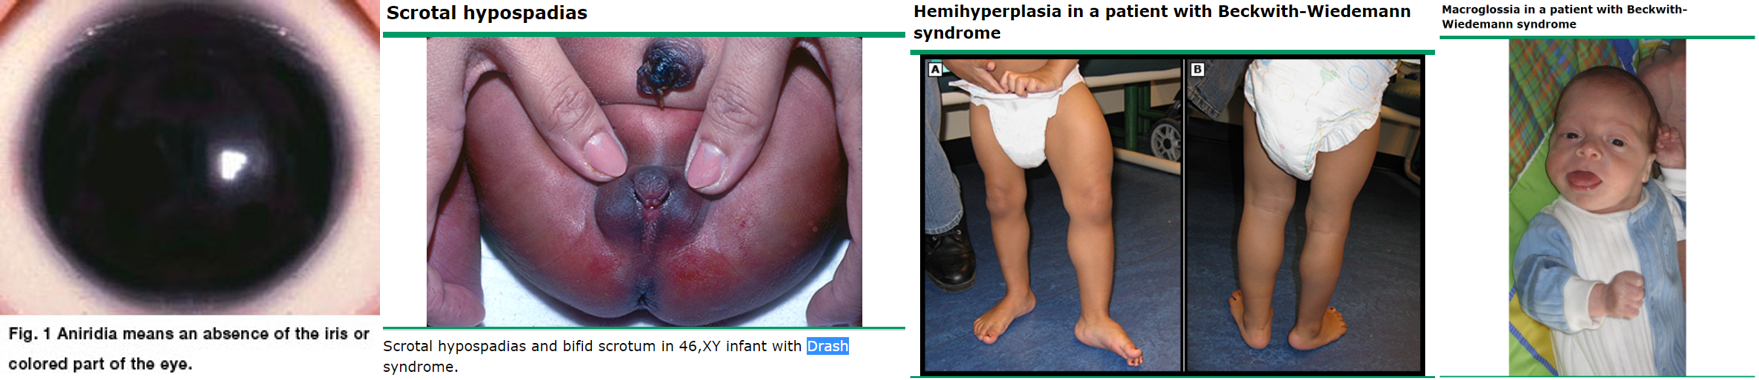 Fig. 1 Aniridia means an absence of the iris or
colored part of the eye.
Scrotal hypospadias
Scrotal hypospadias and bifid scrotum in 46,XY infant with Drash
syndrome.
Hemihyperplasia in a patient with Beckwith-Wiedemann
syndrome
A
B
Macroglossia in a patient with Beckwith-
Wiedemann syndrome